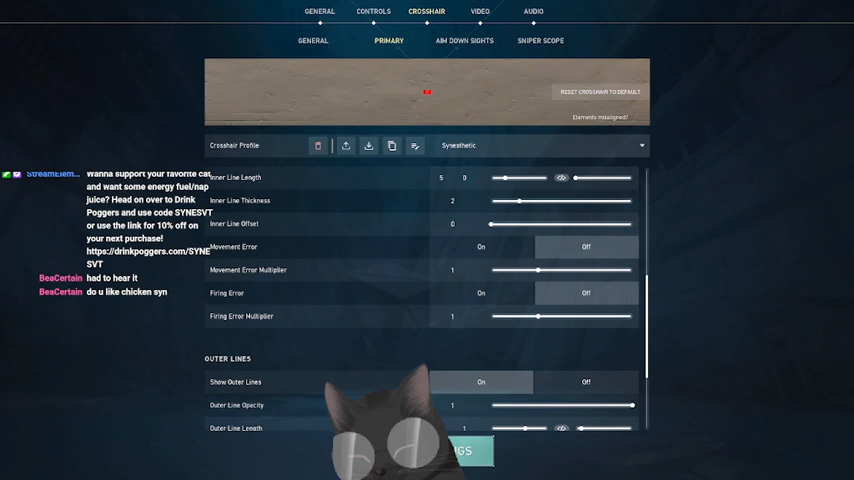 GENERAL CONTROLS CROSSHAIR VIDEO AUDIO
GENERAL PRIMARY AIM DOWN SIGHTS SNIPER SCOPE
RESET CROSSHAIR TO DEFAULT
Elements misaligned?
Crosshair Profile Synesthetic
StreamElem... Wanna support your favorite cat
and want some energy fuel/nap
juice? Head on over to Drink
Poggers and use code SYNESVT
or use the link for 10% off on
your next purchase!
https://drinkpoggers.com/SYNE
SVT
BeaCertain had to hear it
BeaCertain do u like chicken syn
Inner Line Length 5 0
Inner Line Thickness 2
Inner Line Offset 0
Movement Error On Off
Movement Error Multiplier 1
Firing Error On Off
Firing Error Multiplier 1
OUTER LINES
Show Outer Lines On Off
Outer Line Opacity 1
Outer Line Length 1